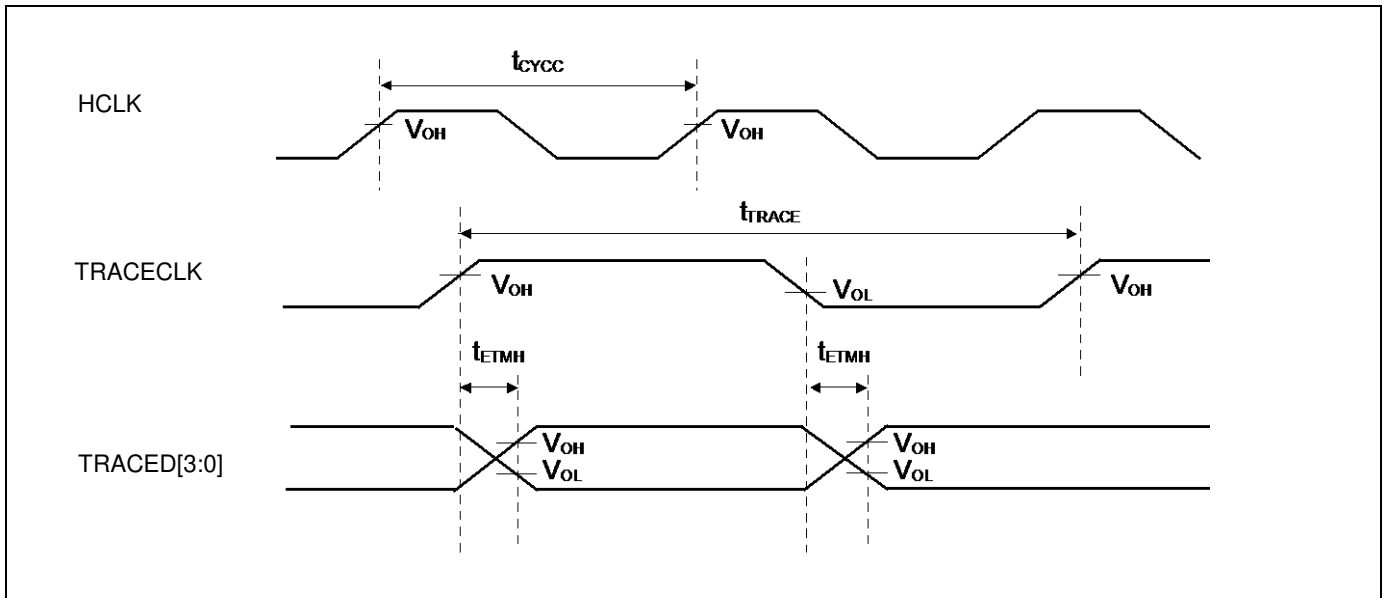 tCYCC
HCLK
VOH VOH
tTRACE
TRACECLK
VOH VOL VOH
tETMH tETMH
TRACED[3:0]
VOH VOH
VOL VOL